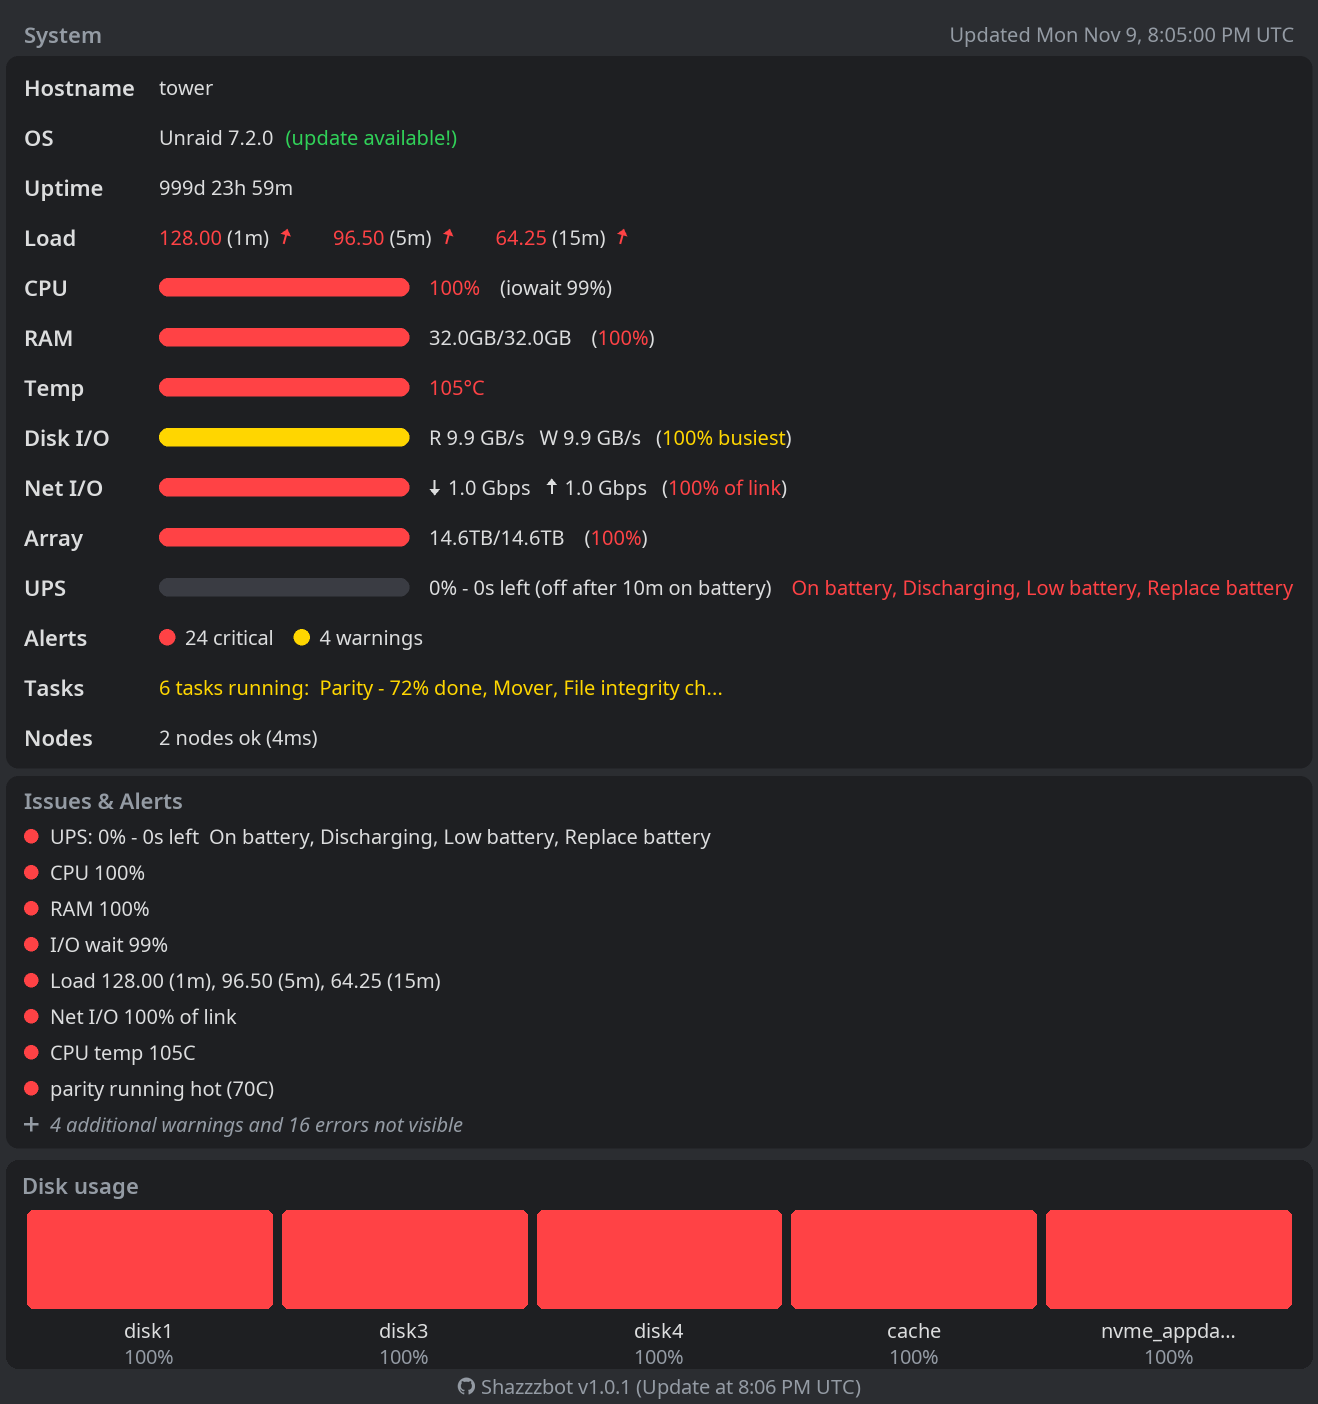 System Updated Mon Nov 9, 8:05:00 PM UTC
Hostname tower
OS Unraid 7.2.0 (update available!)
Uptime 999d 23h 59m
Load 128.00 (1m) ↑ 96.50 (5m) ↑ 64.25 (15m) ↑
CPU 100% (iowait 99%)
RAM 32.0GB/32.0GB (100%)
Temp 105°C
Disk I/O R 9.9 GB/s W 9.9 GB/s (100% busiest)
Net I/O ↓ 1.0 Gbps ↑ 1.0 Gbps (100% of link)
Array 14.6TB/14.6TB (100%)
UPS 0% - 0s left (off after 10m on battery) On battery, Discharging, Low battery, Replace battery
Alerts 24 critical 4 warnings
Tasks 6 tasks running: Parity - 72% done, Mover, File integrity ch...
Nodes 2 nodes ok (4ms)
Issues & Alerts
UPS: 0% - 0s left On battery, Discharging, Low battery, Replace battery
CPU 100%
RAM 100%
I/O wait 99%
Load 128.00 (1m), 96.50 (5m), 64.25 (15m)
Net I/O 100% of link
CPU temp 105C
parity running hot (70C)
+ 4 additional warnings and 16 errors not visible
Disk usage
disk1 disk3 disk4 cache nvme_appda...
100% 100% 100% 100% 100%
Shazzzbot v1.0.1 (Update at 8:06 PM UTC)